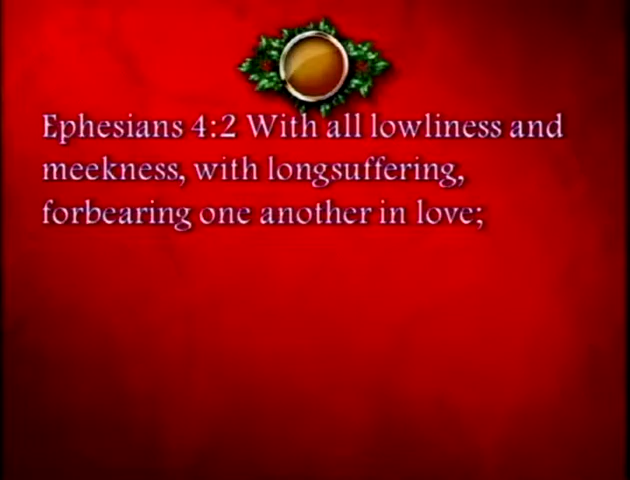 Ephesians 4:2 With all lowliness and
meekness, with longsuffering,
forbearing one another in love;